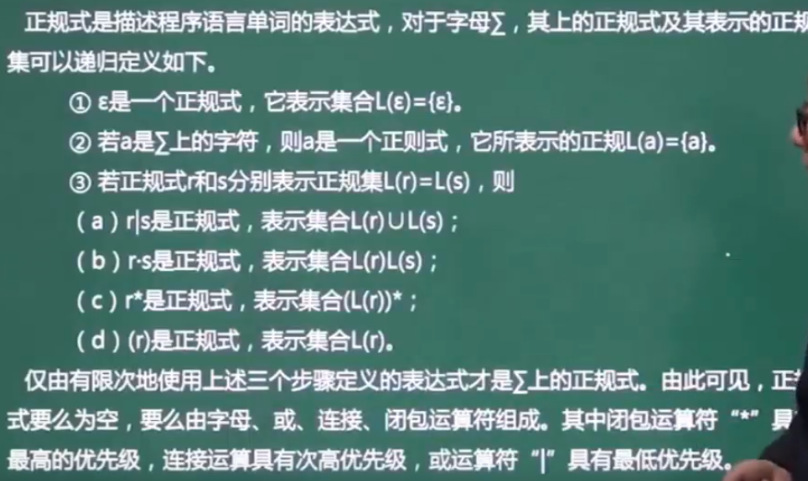 正规式是描述程序语言单词的表达式，对于字母∑，其上的正规式及其表示的正规
集可以递归定义如下。
① ε是一个正规式，它表示集合L(ε)={ε}。
② 若a是∑上的字符，则a是一个正则式，它所表示的正规L(a)={a}。
③ 若正规式r和s分别表示正规集L(r)=L(s)，则
（a）r|s是正规式，表示集合L(r)∪L(s)；
（b）r·s是正规式，表示集合L(r)L(s)；
（c）r*是正规式，表示集合(L(r))*；
（d）(r)是正规式，表示集合L(r)。
仅由有限次地使用上述三个步骤定义的表达式才是∑上的正规式。由此可见，正
式要么为空，要么由字母、或、连接、闭包运算符组成。其中闭包运算符“*”具
最高的优先级，连接运算具有次高优先级，或运算符“|”具有最低优先级。